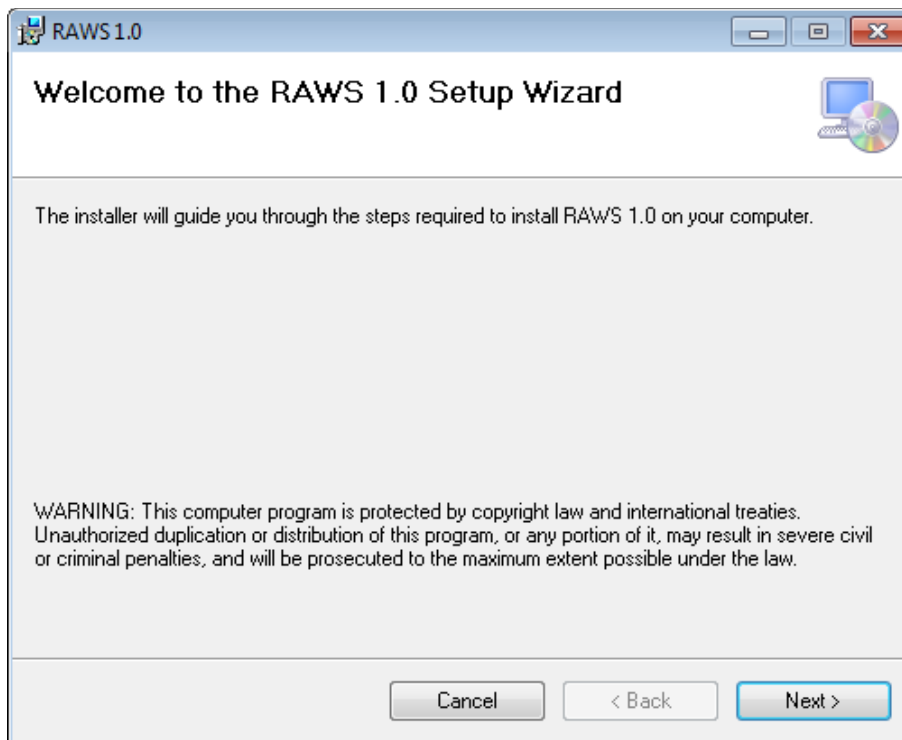 RAWS 1.0
Welcome to the RAWS 1.0 Setup Wizard
The installer will guide you through the steps required to install RAWS 1.0 on your computer.
WARNING: This computer program is protected by copyright law and international treaties.
Unauthorized duplication or distribution of this program, or any portion of it, may result in severe civil
or criminal penalties, and will be prosecuted to the maximum extent possible under the law.
Cancel < Back Next >